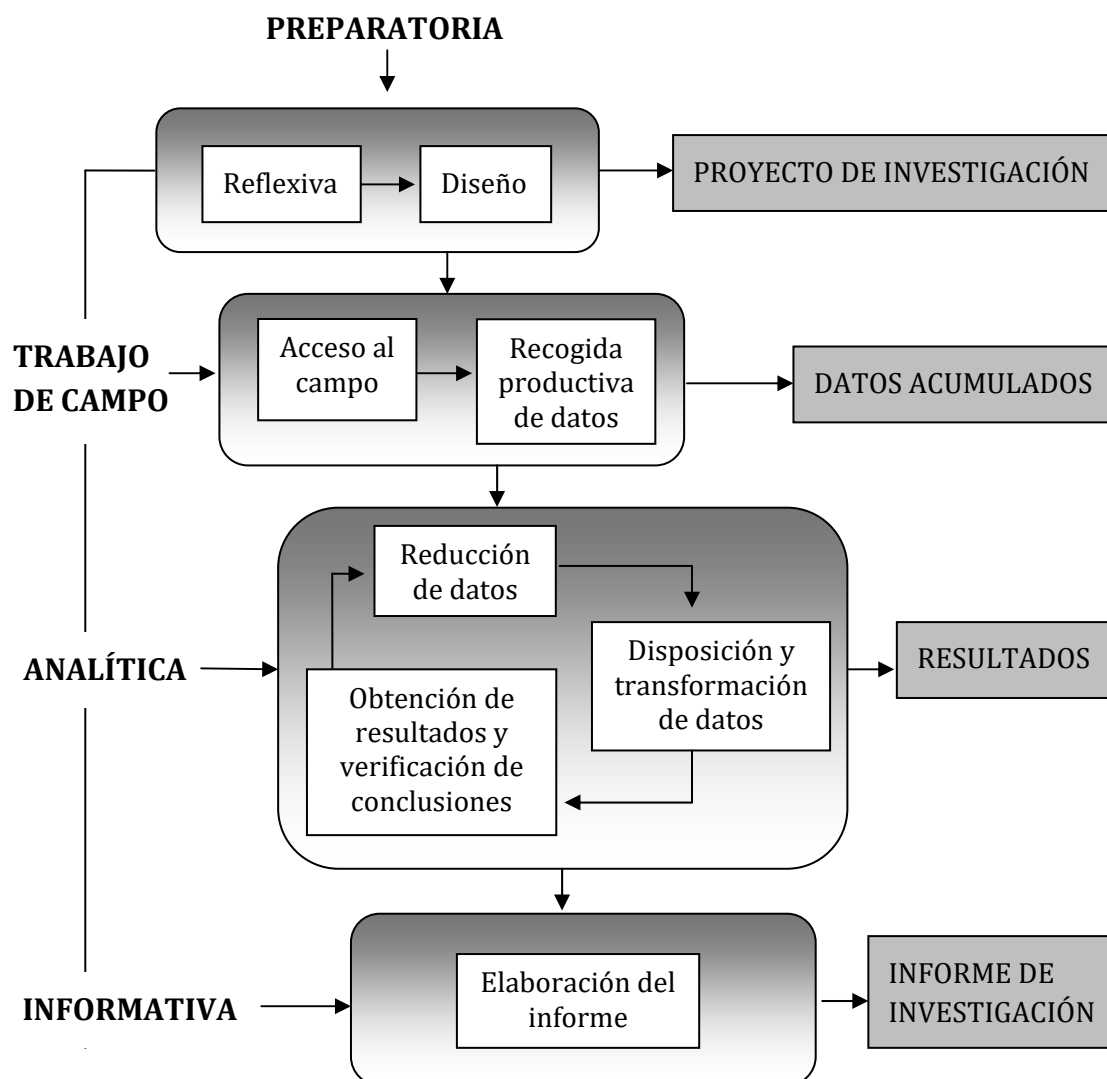 PREPARATORIA
Reflexiva
Diseño
PROYECTO DE INVESTIGACIÓN
TRABAJO
DE CAMPO
Acceso al
campo
Recogida
productiva
de datos
DATOS ACUMULADOS
ANALÍTICA
Reducción
de datos
Disposición y
transformación
de datos
Obtención de
resultados y
verificación de
conclusiones
RESULTADOS
INFORMATIVA
Elaboración del
informe
INFORME DE
INVESTIGACIÓN